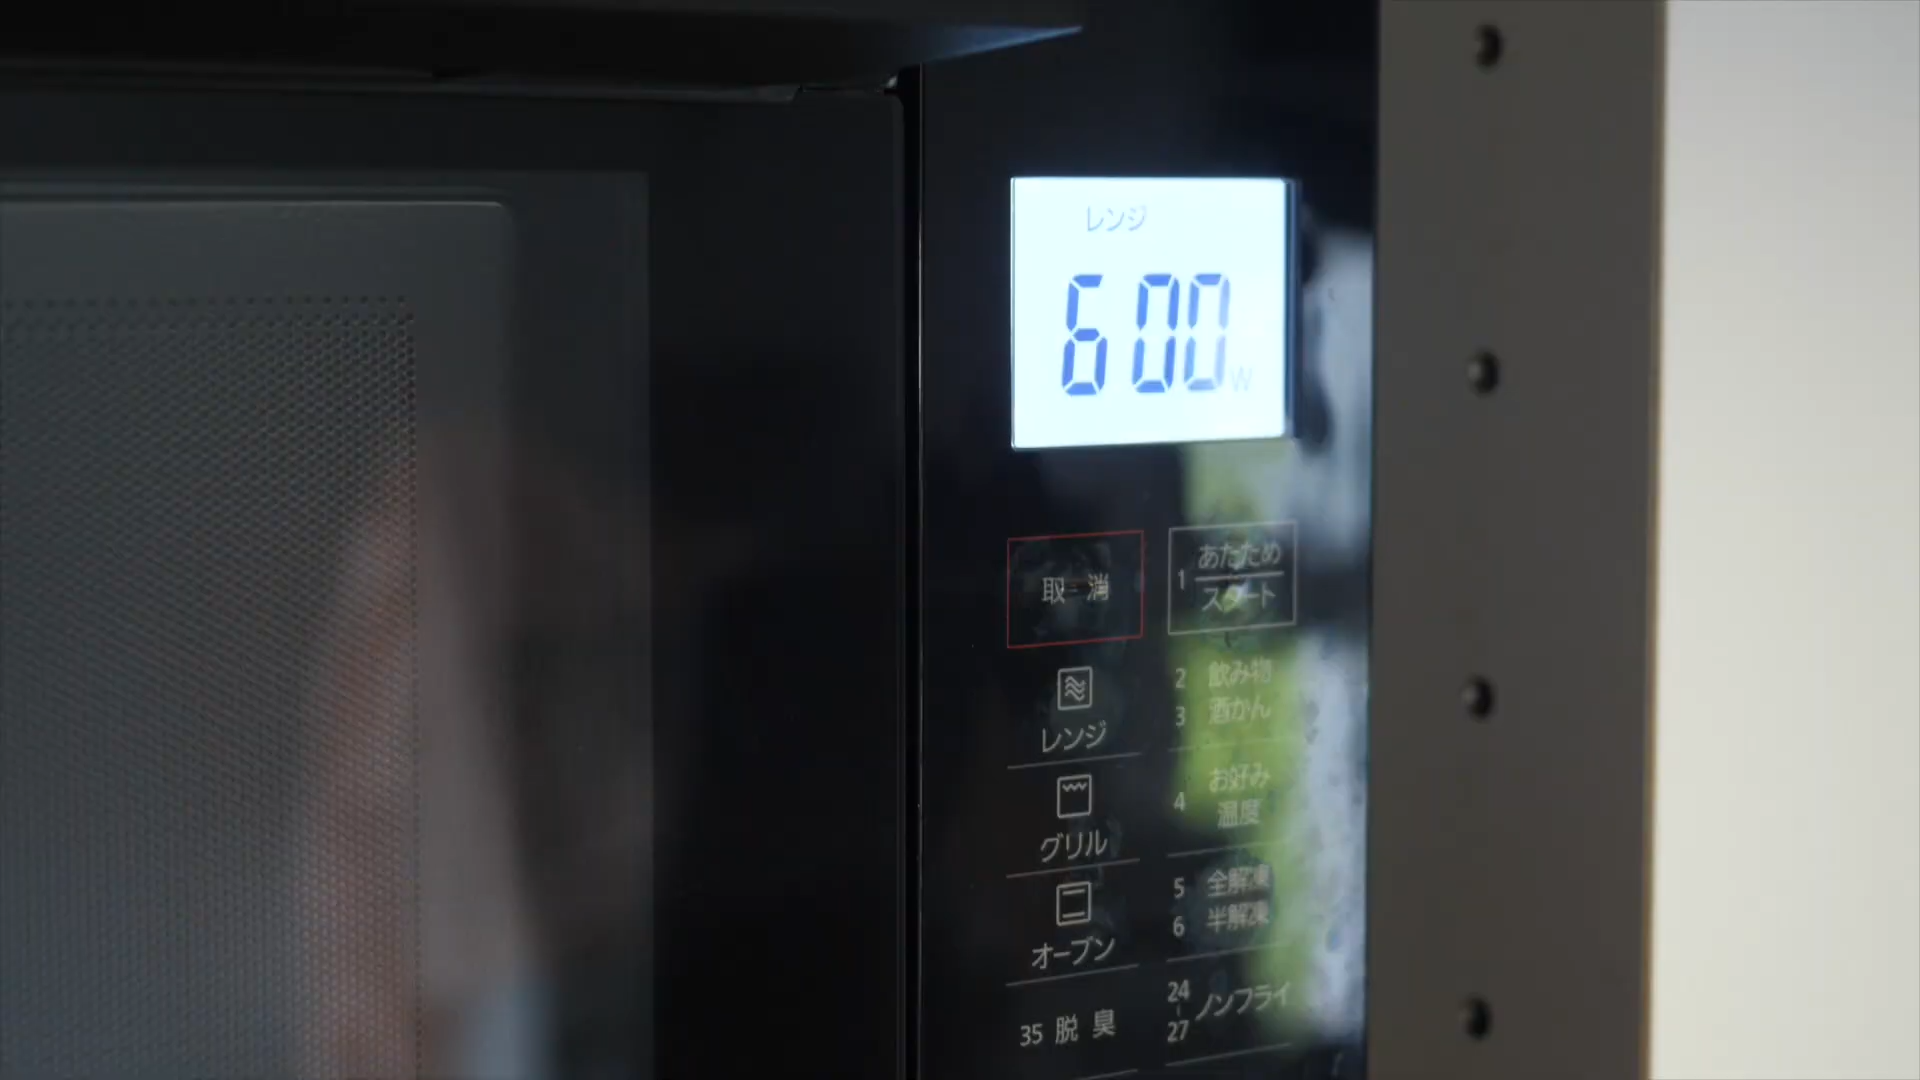 レンジ
600W
取消
1 あたため
スタート
レンジ
2 飲み物
3 酒かん
グリル
4 お好み
温度
オーブン
5 全解凍
6 半解凍
35 脱臭
24-27 ノンフライ